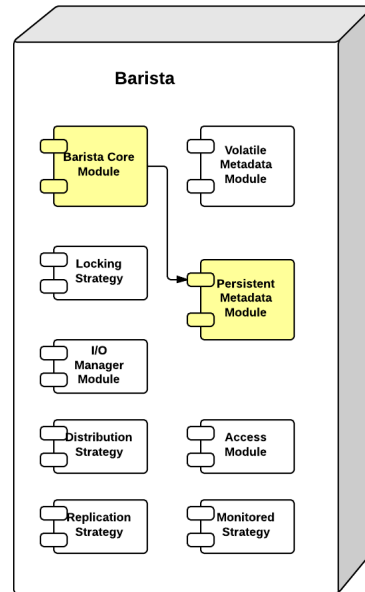 Barista
Barista Core
Module
Volatile
Metadata
Module
Locking
Strategy
Persistent
Metadata
Module
I/O
Manager
Module
Distribution
Strategy
Access
Module
Replication
Strategy
Monitored
Strategy